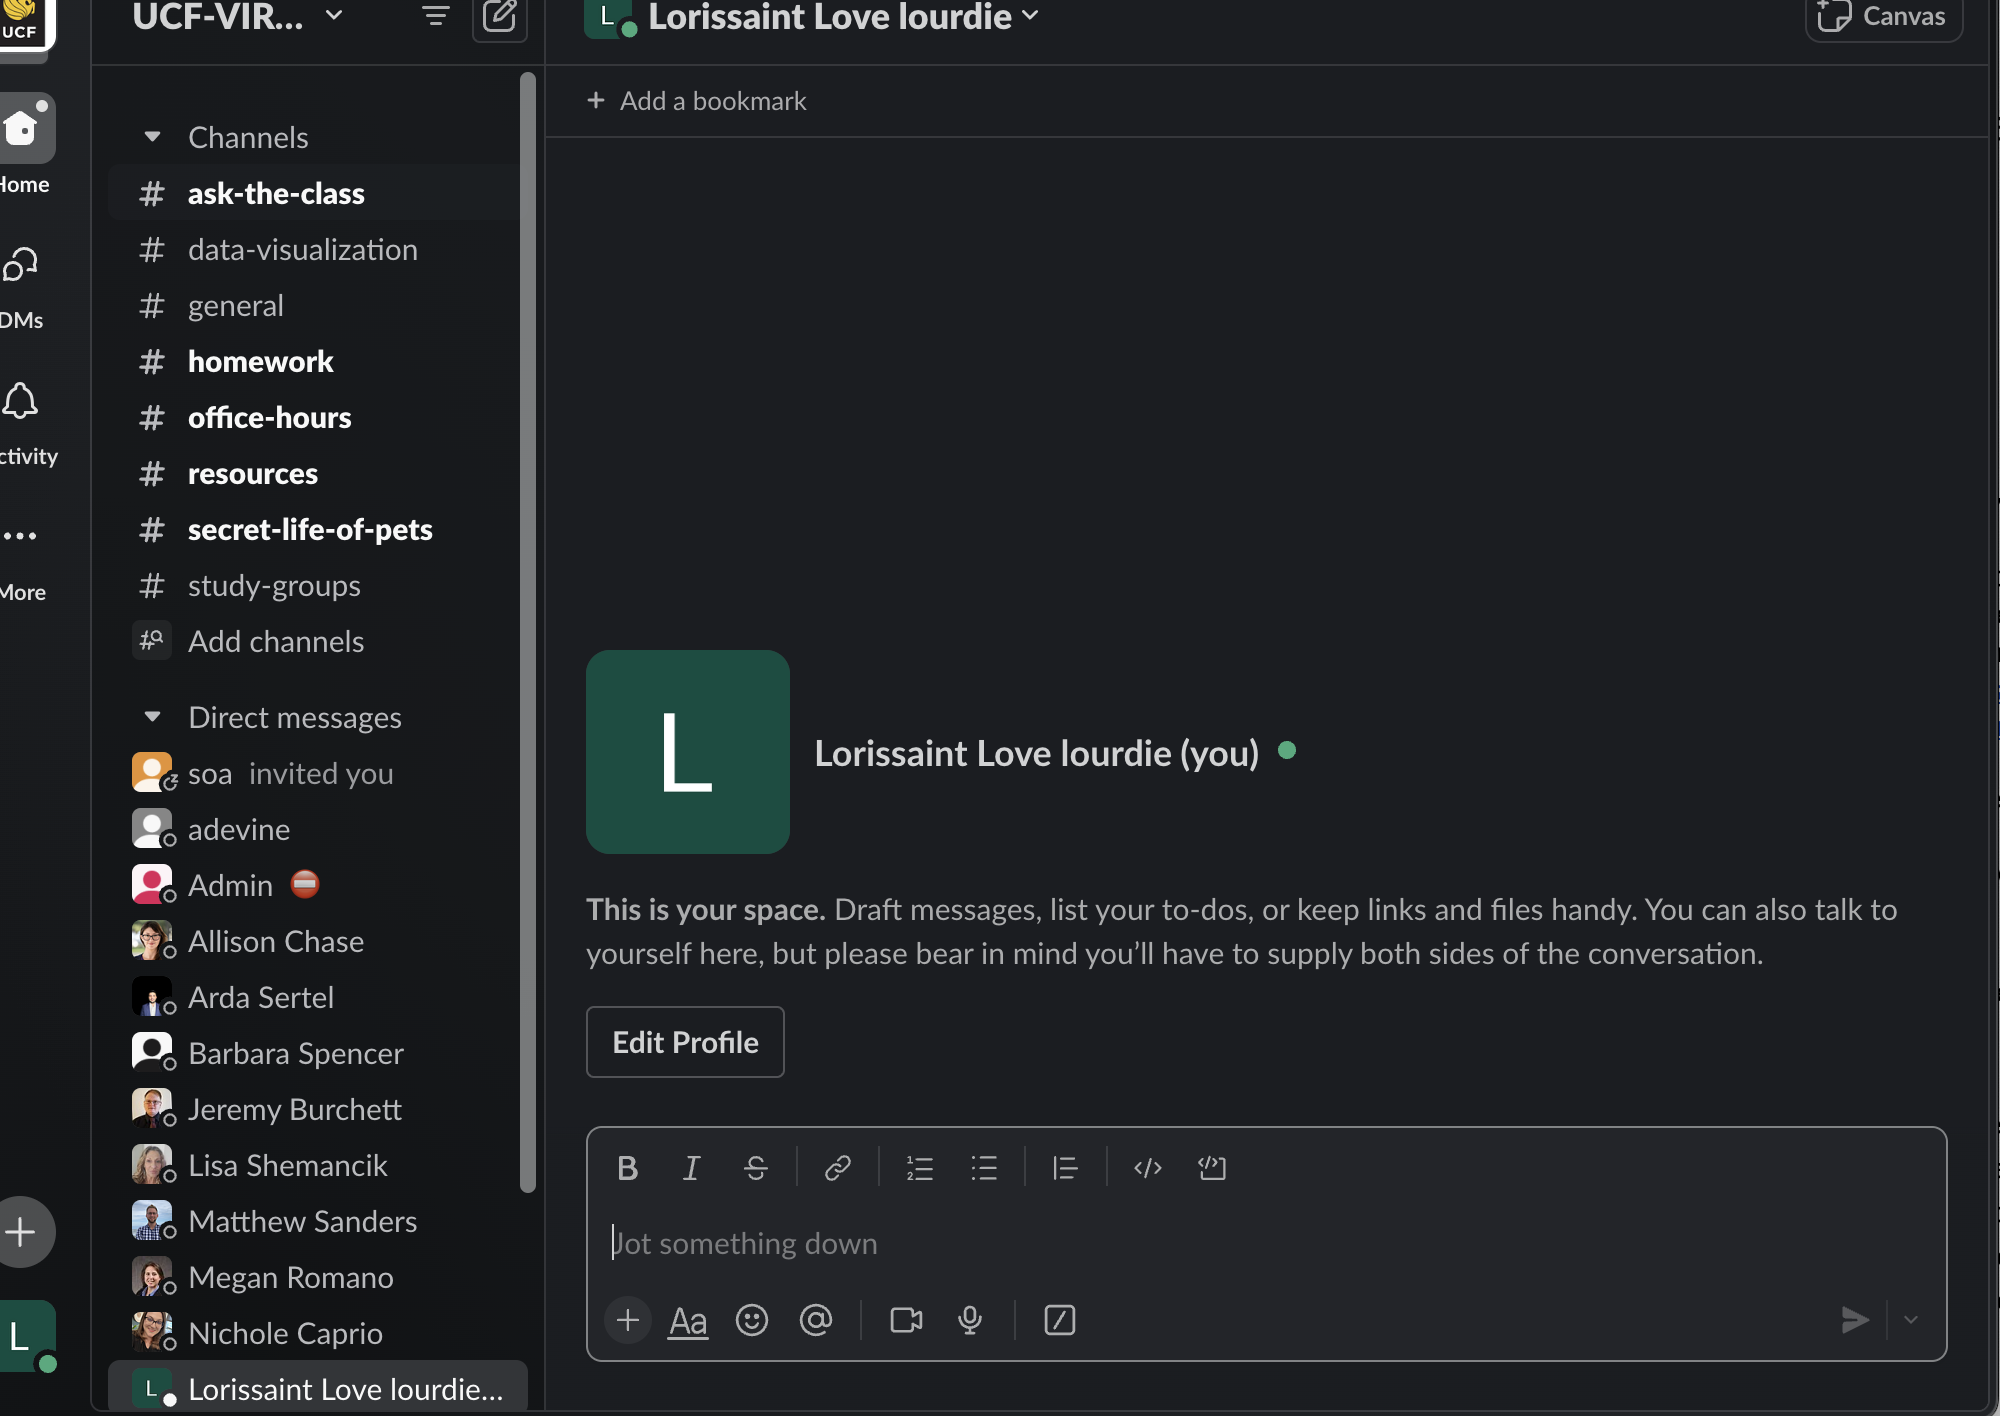 UCF
UCF-VIR...
Home
DMs
Activity
More
L
Channels
# ask-the-class
# data-visualization
# general
# homework
# office-hours
# resources
# secret-life-of-pets
# study-groups
Add channels
Direct messages
soa invited you
adevine
Admin
Allison Chase
Arda Sertel
Barbara Spencer
Jeremy Burchett
Lisa Shemancik
Matthew Sanders
Megan Romano
Nichole Caprio
L Lorissaint Love lourdie...
L Lorissaint Love lourdie
Canvas
+ Add a bookmark
L
Lorissaint Love lourdie (you)
This is your space. Draft messages, list your to-dos, or keep links and files handy. You can also talk to
yourself here, but please bear in mind you’ll have to supply both sides of the conversation.
Edit Profile
B I S
Jot something down
+ Aa @